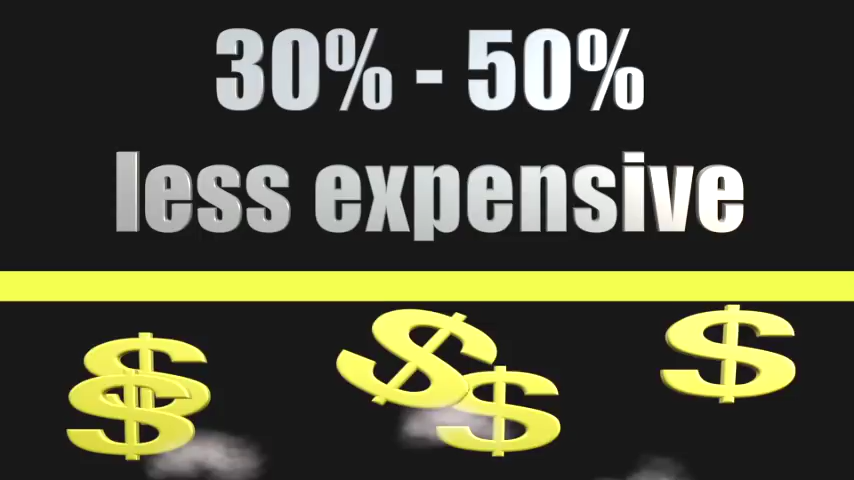 30% - 50%
less expensive
$ $ $ $ $